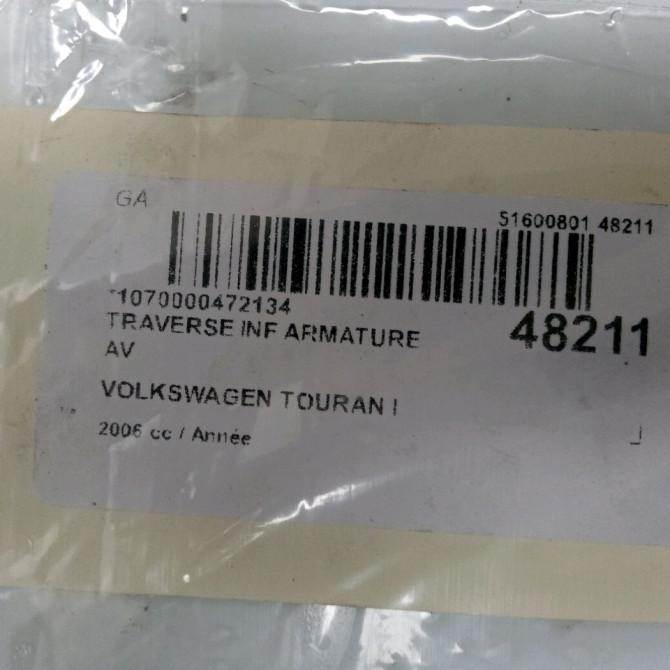 GA
51600801 48211
*1070000472134
48211
TRAVERSE INF ARMATURE
AV
VOLKSWAGEN TOURAN I
2006 cc / Année